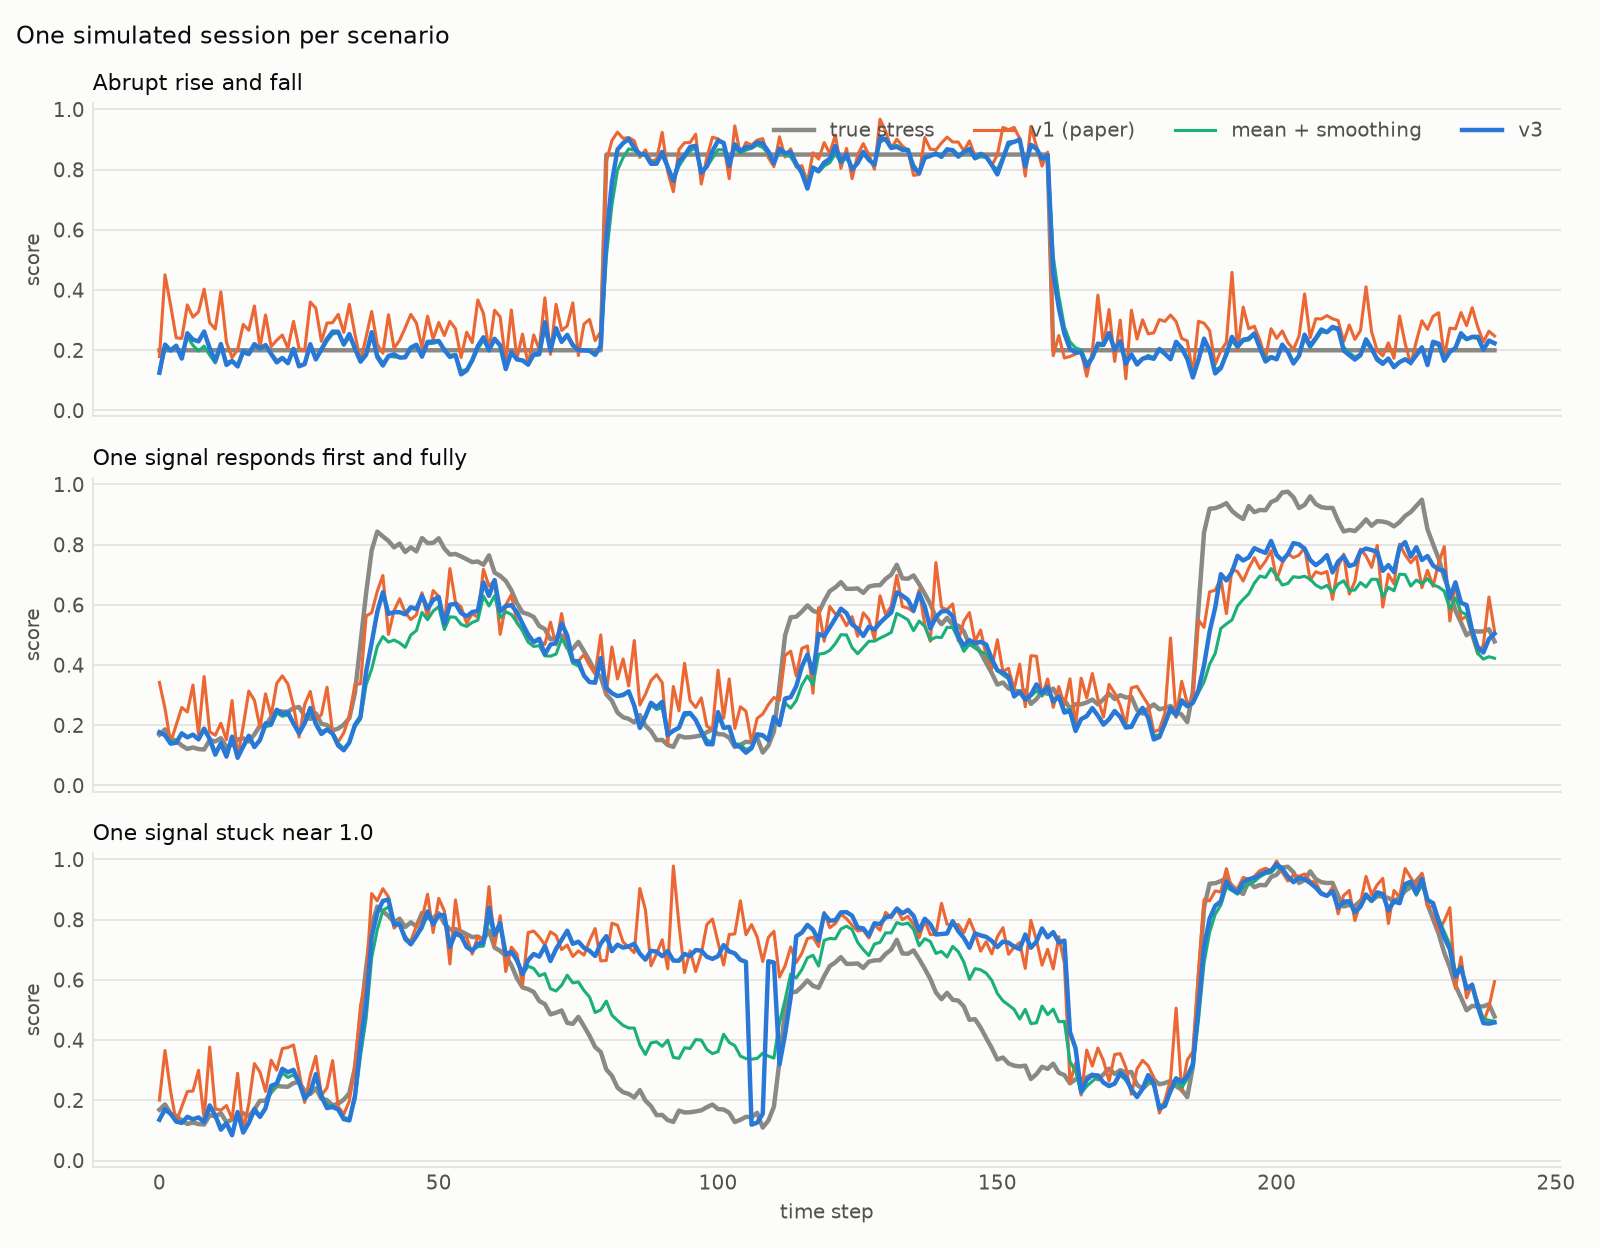 One simulated session per scenario
Abrupt rise and fall
1.0
true stress
v1 (paper)
mean + smoothing
v3
0.8
0.6
score
0.4
0.2
0.0
One signal responds first and fully
1.0
0.8
0.6
score
0.4
0.2
0.0
One signal stuck near 1.0
1.0
0.8
0.6
score
0.4
0.2
0.0
0 50 100 150 200 250
time step